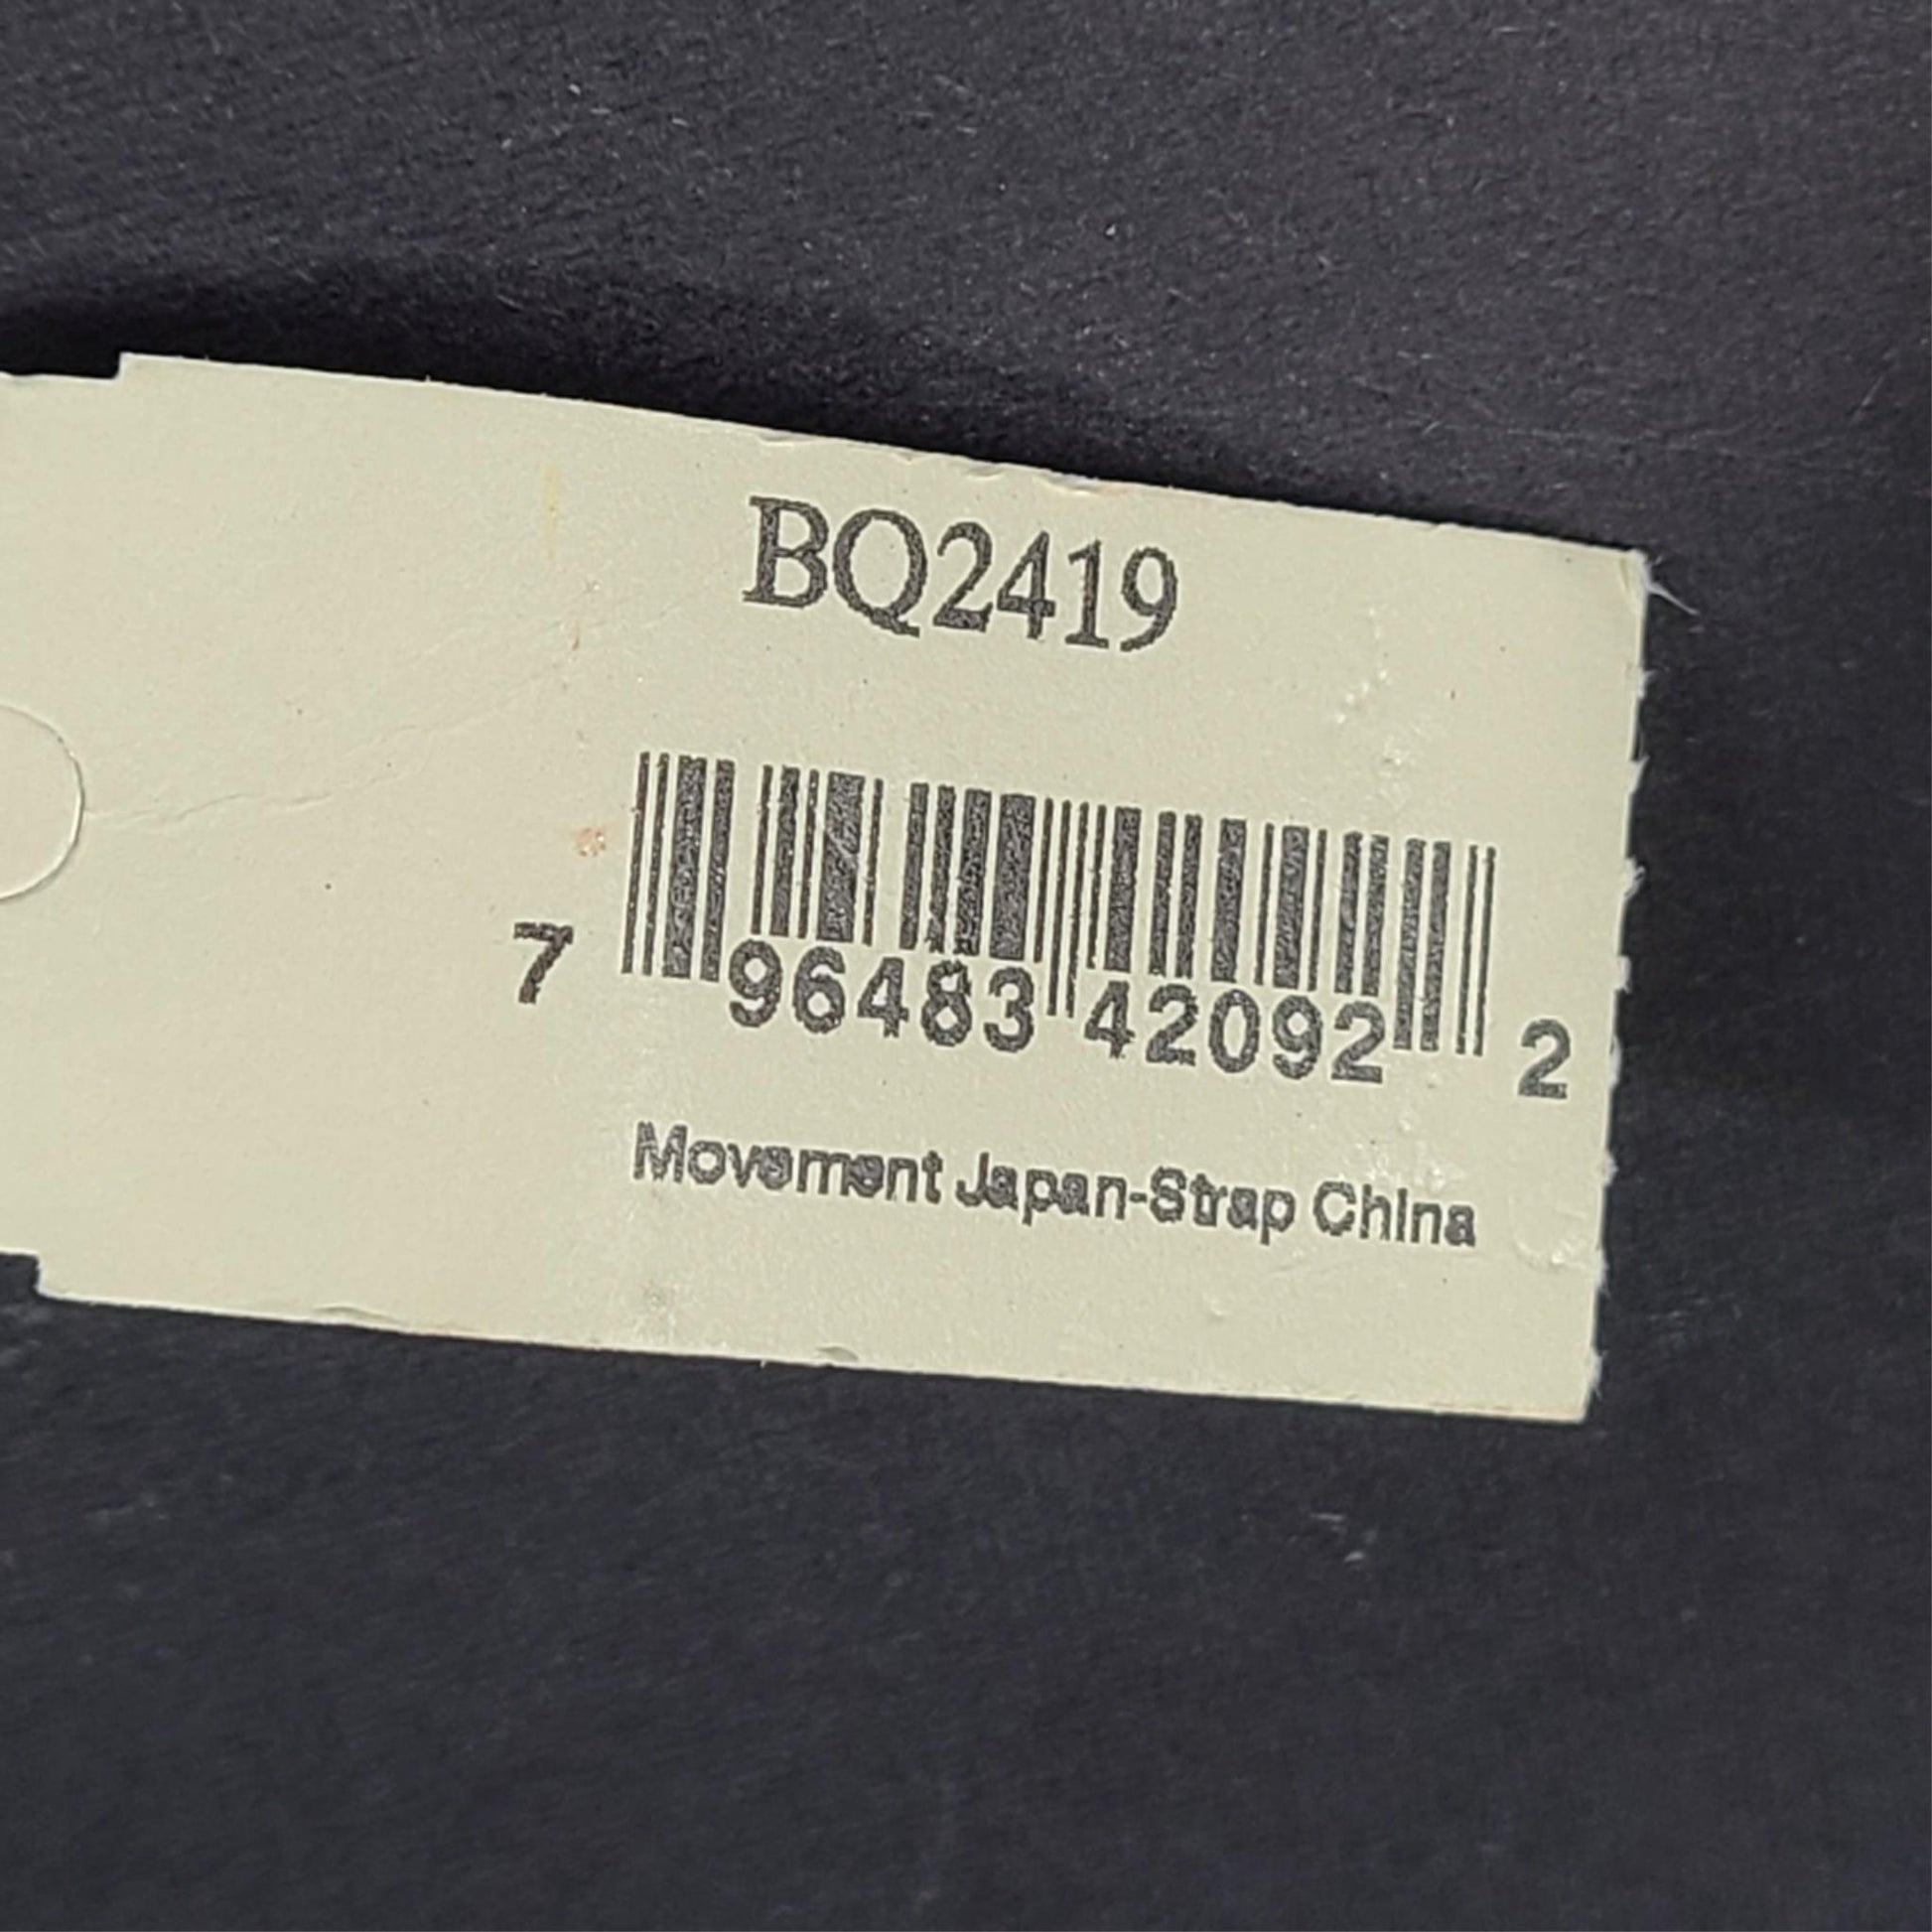 BQ2419
7 96483 42092 2
Movement Japan-Strap China